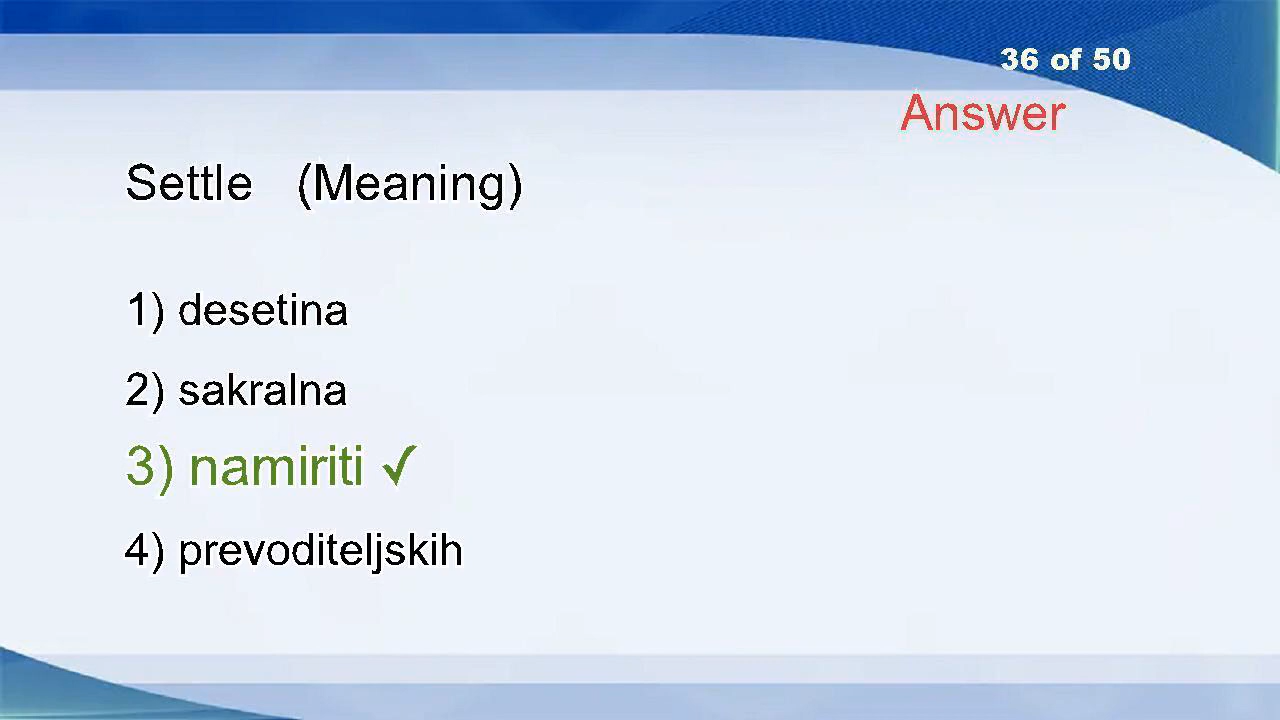 36 of 50
Answer
Settle (Meaning)
1) desetina
2) sakralna
3) namiriti ✓
4) prevoditeljskih